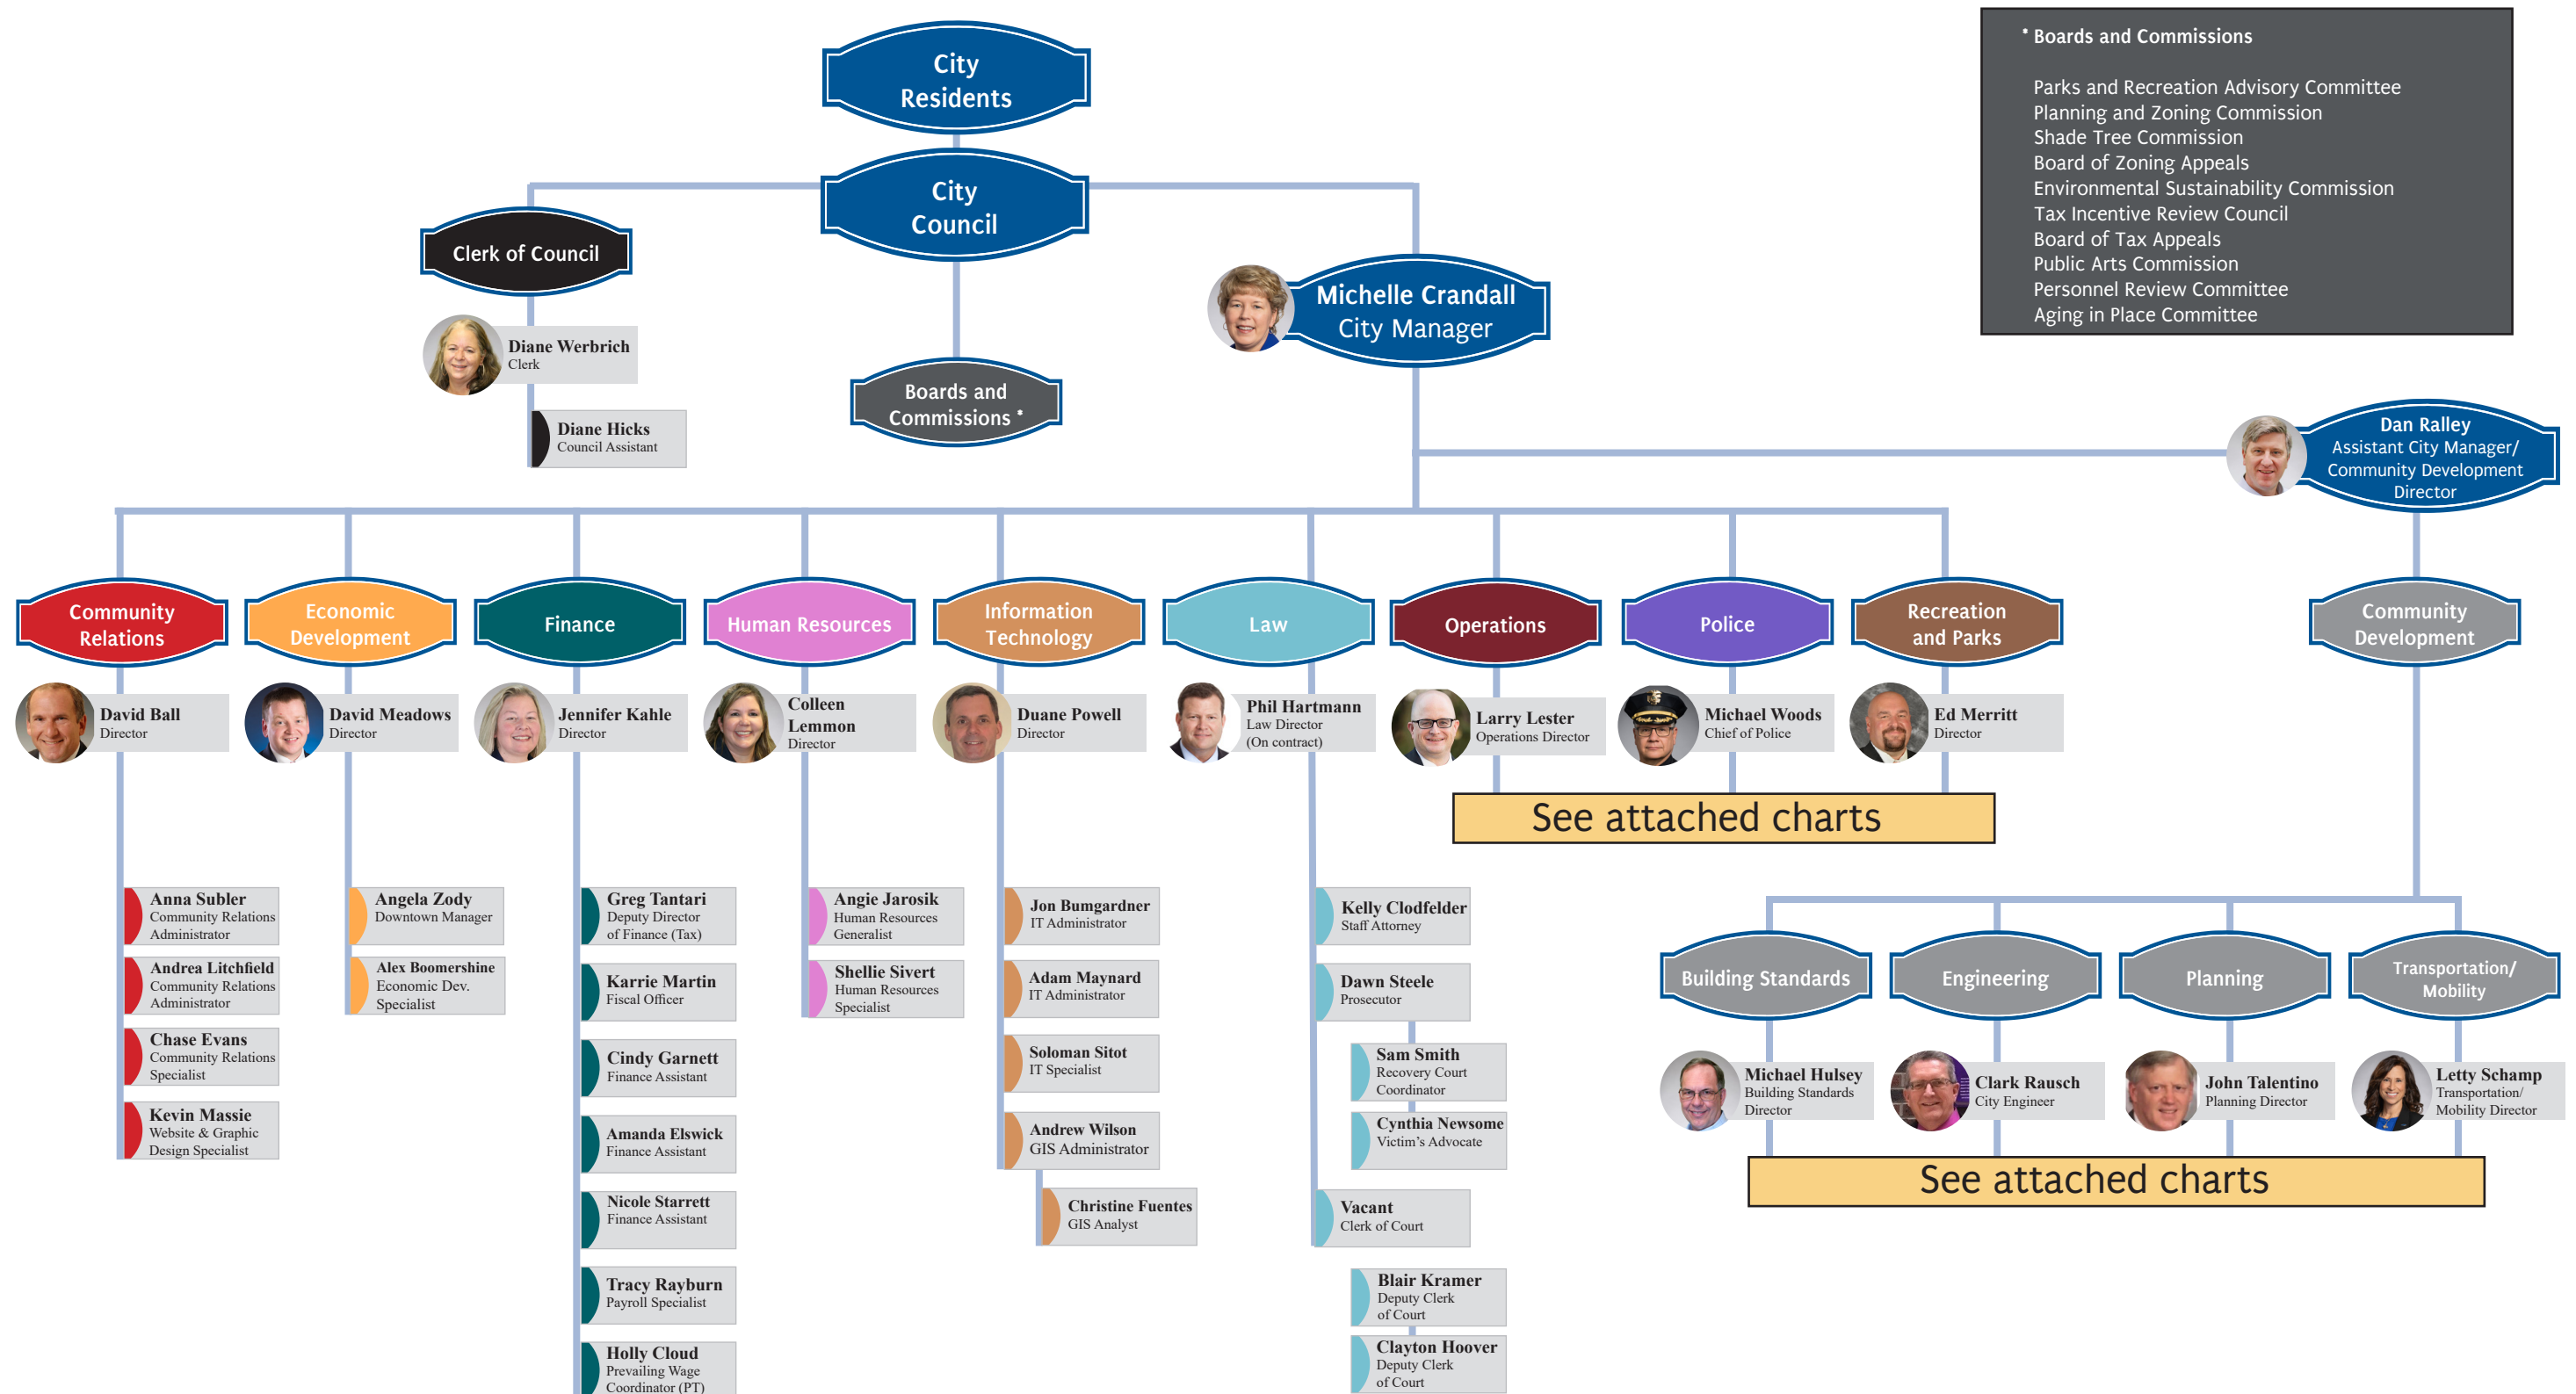 City
Residents
City
Council
Clerk of Council
Diane Werbrich
Clerk
Diane Hicks
Council Assistant
Boards and
Commissions *
Michelle Crandall
City Manager
* Boards and Commissions
Parks and Recreation Advisory Committee
Planning and Zoning Commission
Shade Tree Commission
Board of Zoning Appeals
Environmental Sustainability Commission
Tax Incentive Review Council
Board of Tax Appeals
Public Arts Commission
Personnel Review Committee
Aging in Place Committee
Dan Ralley
Assistant City Manager/
Community Development
Director
Community
Relations
David Ball
Director
Anna Subler
Community Relations
Administrator
Andrea Litchfield
Community Relations
Administrator
Chase Evans
Community Relations
Specialist
Kevin Massie
Website & Graphic
Design Specialist
Economic
Development
David Meadows
Director
Angela Zody
Downtown Manager
Alex Boomershine
Economic Dev.
Specialist
Finance
Jennifer Kahle
Director
Greg Tantari
Deputy Director
of Finance (Tax)
Karrie Martin
Fiscal Officer
Cindy Garnett
Finance Assistant
Amanda Elswick
Finance Assistant
Nicole Starrett
Finance Assistant
Tracy Rayburn
Payroll Specialist
Holly Cloud
Prevailing Wage
Coordinator (PT)
Human Resources
Colleen
Lemmon
Director
Angie Jarosik
Human Resources
Generalist
Shellie Sivert
Human Resources
Specialist
Information
Technology
Duane Powell
Director
Jon Bumgardner
IT Administrator
Adam Maynard
IT Administrator
Soloman Sitot
IT Specialist
Andrew Wilson
GIS Administrator
Christine Fuentes
GIS Analyst
Law
Phil Hartmann
Law Director
(On contract)
Kelly Clodfelder
Staff Attorney
Dawn Steele
Prosecutor
Sam Smith
Recovery Court
Coordinator
Cynthia Newsome
Victim's Advocate
Vacant
Clerk of Court
Blair Kramer
Deputy Clerk
of Court
Clayton Hoover
Deputy Clerk
of Court
Operations
Larry Lester
Operations Director
Police
Michael Woods
Chief of Police
Recreation
and Parks
Ed Merritt
Director
See attached charts
Community
Development
Building Standards
Michael Hulsey
Building Standards
Director
Engineering
Clark Rausch
City Engineer
Planning
John Talentino
Planning Director
Transportation/
Mobility
Letty Schamp
Transportation/
Mobility Director
See attached charts